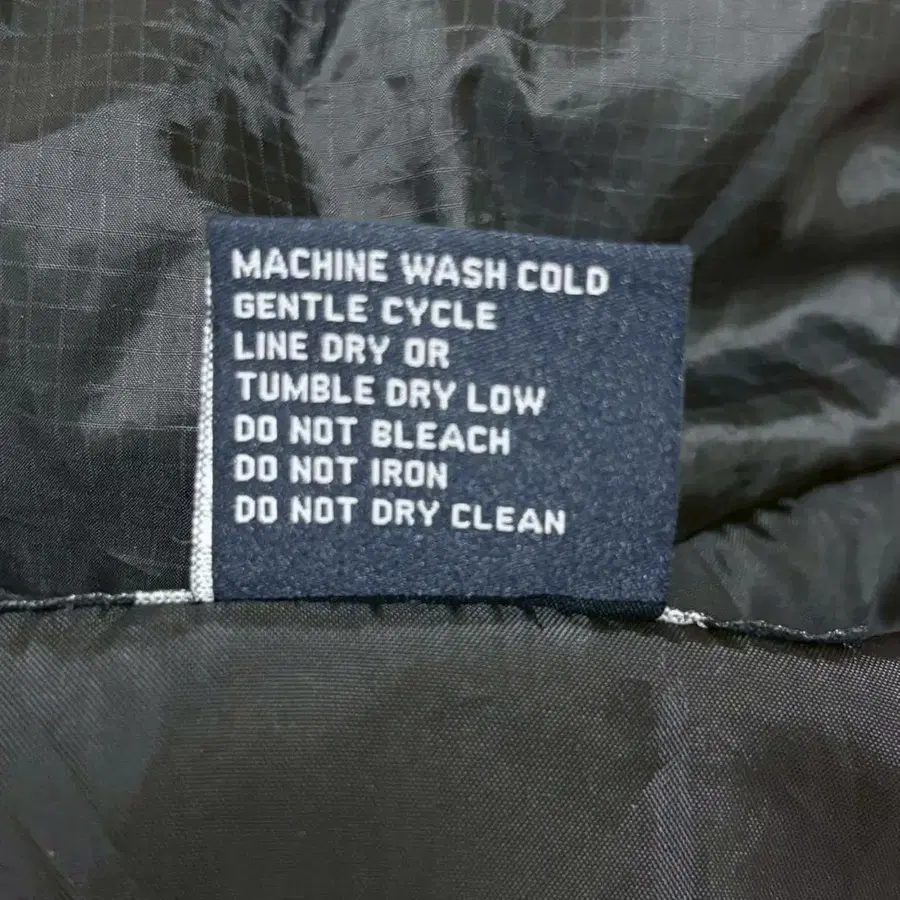 MACHINE WASH COLD
GENTLE CYCLE
LINE DRY OR
TUMBLE DRY LOW
DO NOT BLEACH
DO NOT IRON
DO NOT DRY CLEAN